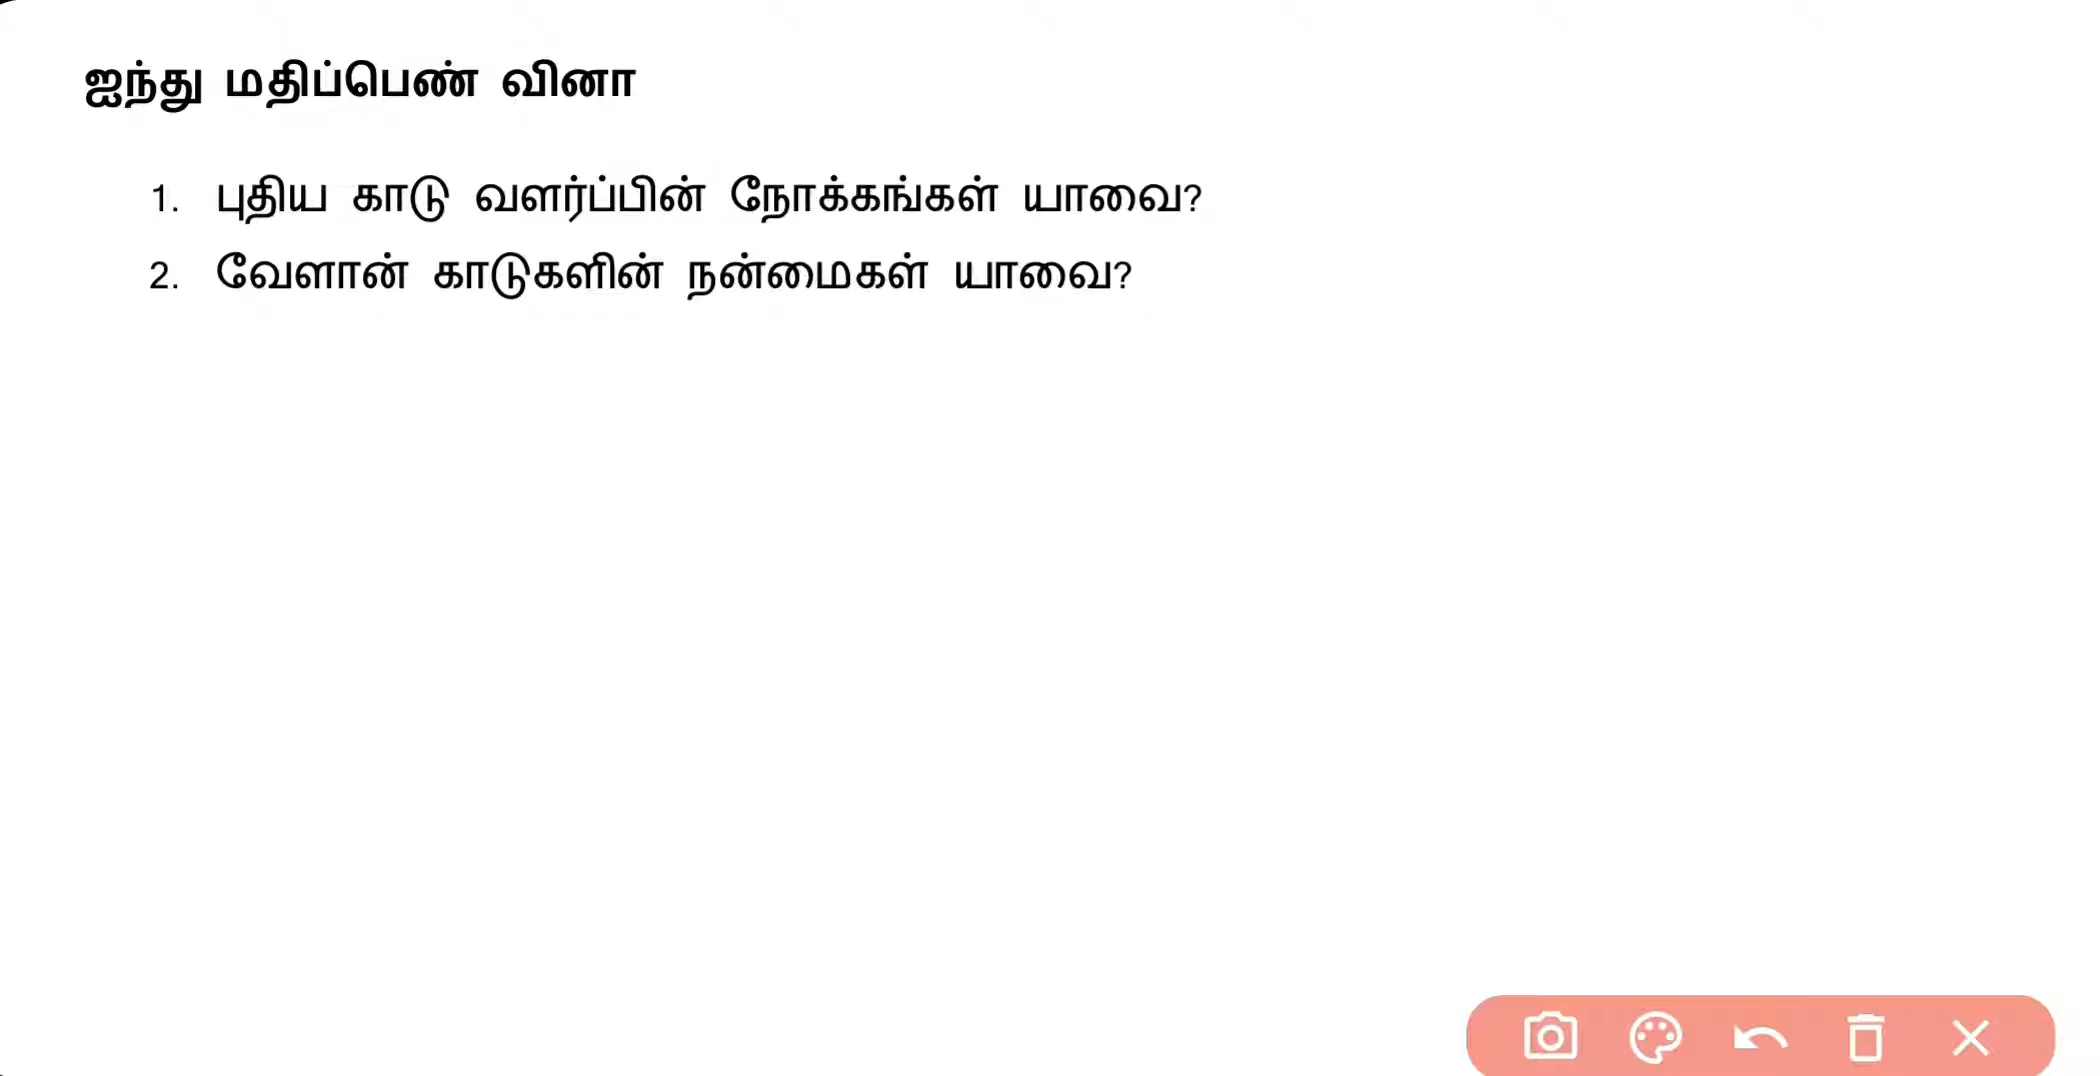 ஐந்து மதிப்பெண் வினா
1. புதிய காடு வளர்ப்பின் நோக்கங்கள் யாவை?
2. வேளான் காடுகளின் நன்மைகள் யாவை?